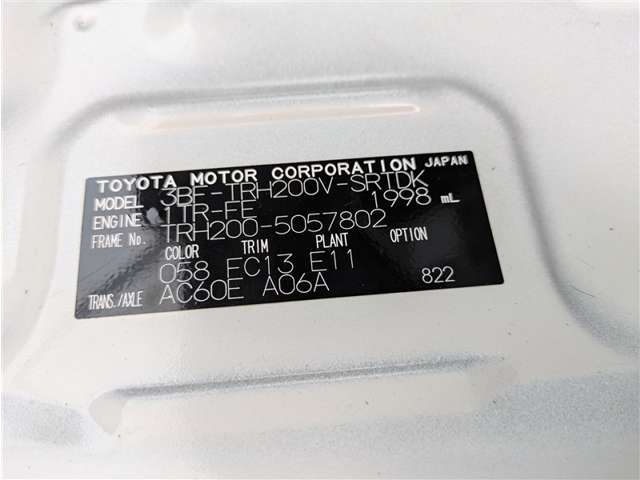 TOYOTA MOTOR CORPORATION JAPAN
MODEL 3BF-TRH200V-SRTDK
ENGINE 1TR-FE 1998 mL
FRAME No. TRH200-5057802
COLOR TRIM PLANT OPTION
058 FC13 E11
TRANS./AXLE AC60E A06A 822